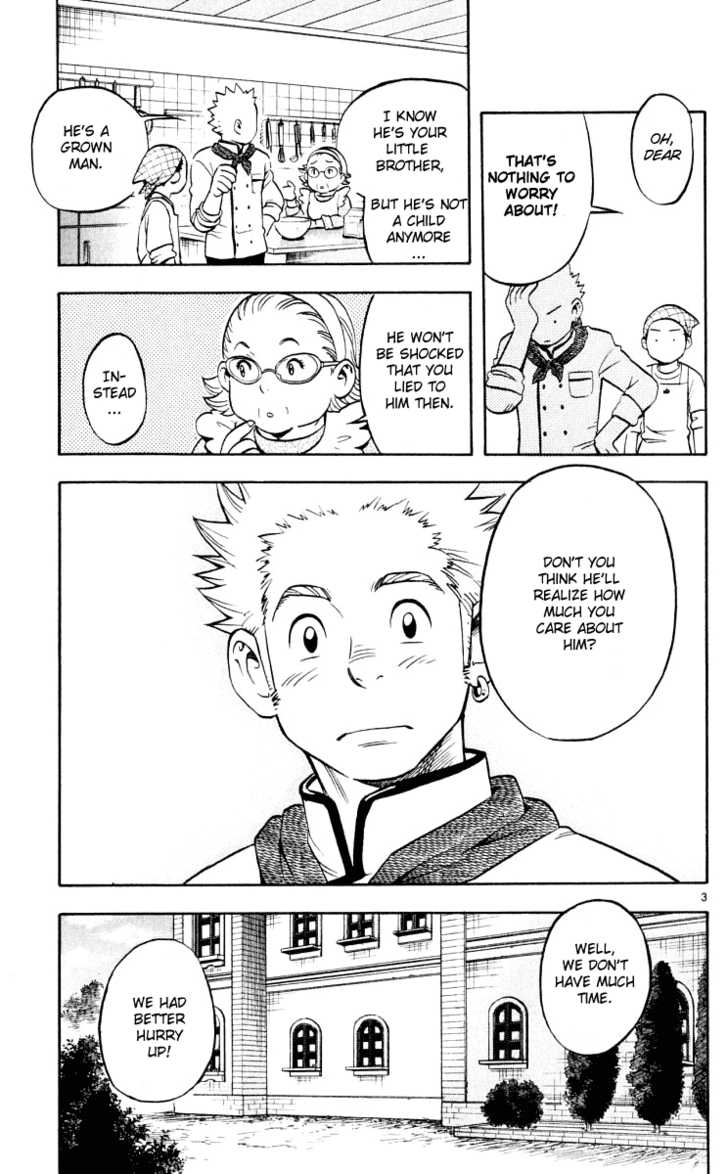 OH,
DEAR
THAT'S
NOTHING TO
WORRY
ABOUT!
I KNOW
HE'S YOUR
LITTLE
BROTHER,
BUT HE'S NOT
A CHILD
ANYMORE
...
HE'S A
GROWN
MAN.
HE WON'T
BE SHOCKED
THAT YOU
LIED TO
HIM THEN.
IN-
STEAD
...
DON'T YOU
THINK HE'LL
REALIZE HOW
MUCH YOU
CARE ABOUT
HIM?
3
WELL,
WE DON'T
HAVE MUCH
TIME.
WE HAD
BETTER
HURRY
UP!